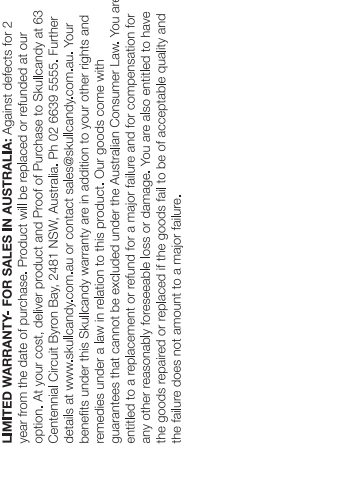 LIMITED WARRANTY- FOR SALES IN AUSTRALIA: Against defects for 2
year from the date of purchase. Product will be replaced or refunded at our
option. At your cost, deliver product and Proof of Purchase to Skullcandy at 63
Centennial Circuit Byron Bay, 2481 NSW, Australia. Ph 02 6639 5555. Further
details at www.skullcandy.com.au or contact sales@skullcandy.com.au. Your
benefits under this Skullcandy warranty are in addition to your other rights and
remedies under a law in relation to this product. Our goods come with
guarantees that cannot be excluded under the Australian Consumer Law. You are
entitled to a replacement or refund for a major failure and for compensation for
any other reasonably foreseeable loss or damage. You are also entitled to have
the goods repaired or replaced if the goods fail to be of acceptable quality and
the failure does not amount to a major failure.